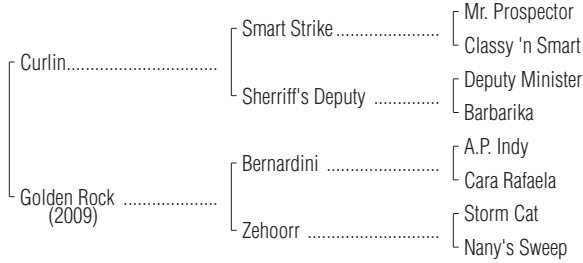 Mr. Prospector
Smart Strike........................
Classy 'n Smart
Curlin...................................
Deputy Minister
Sherriff's Deputy ...............
Barbarika
A.P. Indy
Bernardini ..........................
Cara Rafaela
Golden Rock ......................
(2009)
Storm Cat
Zehoorr ..............................
Nany's Sweep